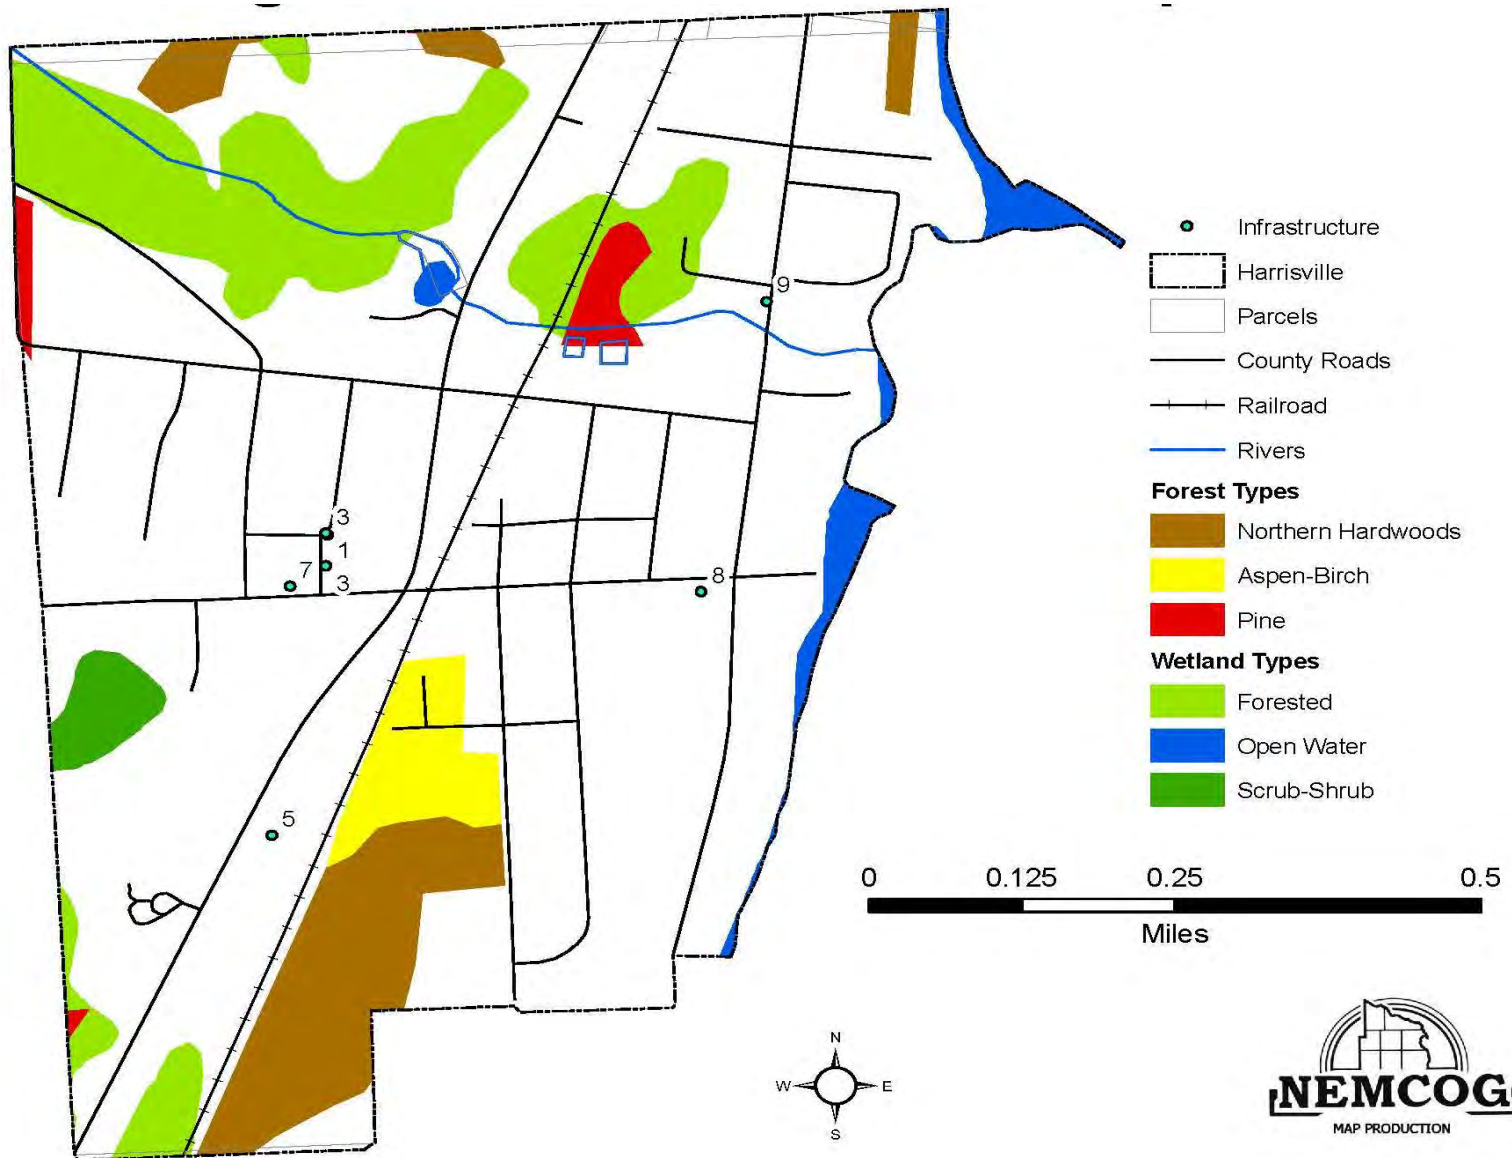 9
3
1
7
3
8
5
Infrastructure
Harrisville
Parcels
County Roads
Railroad
Rivers
Forest Types
Northern Hardwoods
Aspen-Birch
Pine
Wetland Types
Forested
Open Water
Scrub-Shrub
0 0.125 0.25 0.5
Miles
N
W E
S
NEMCOG
MAP PRODUCTION